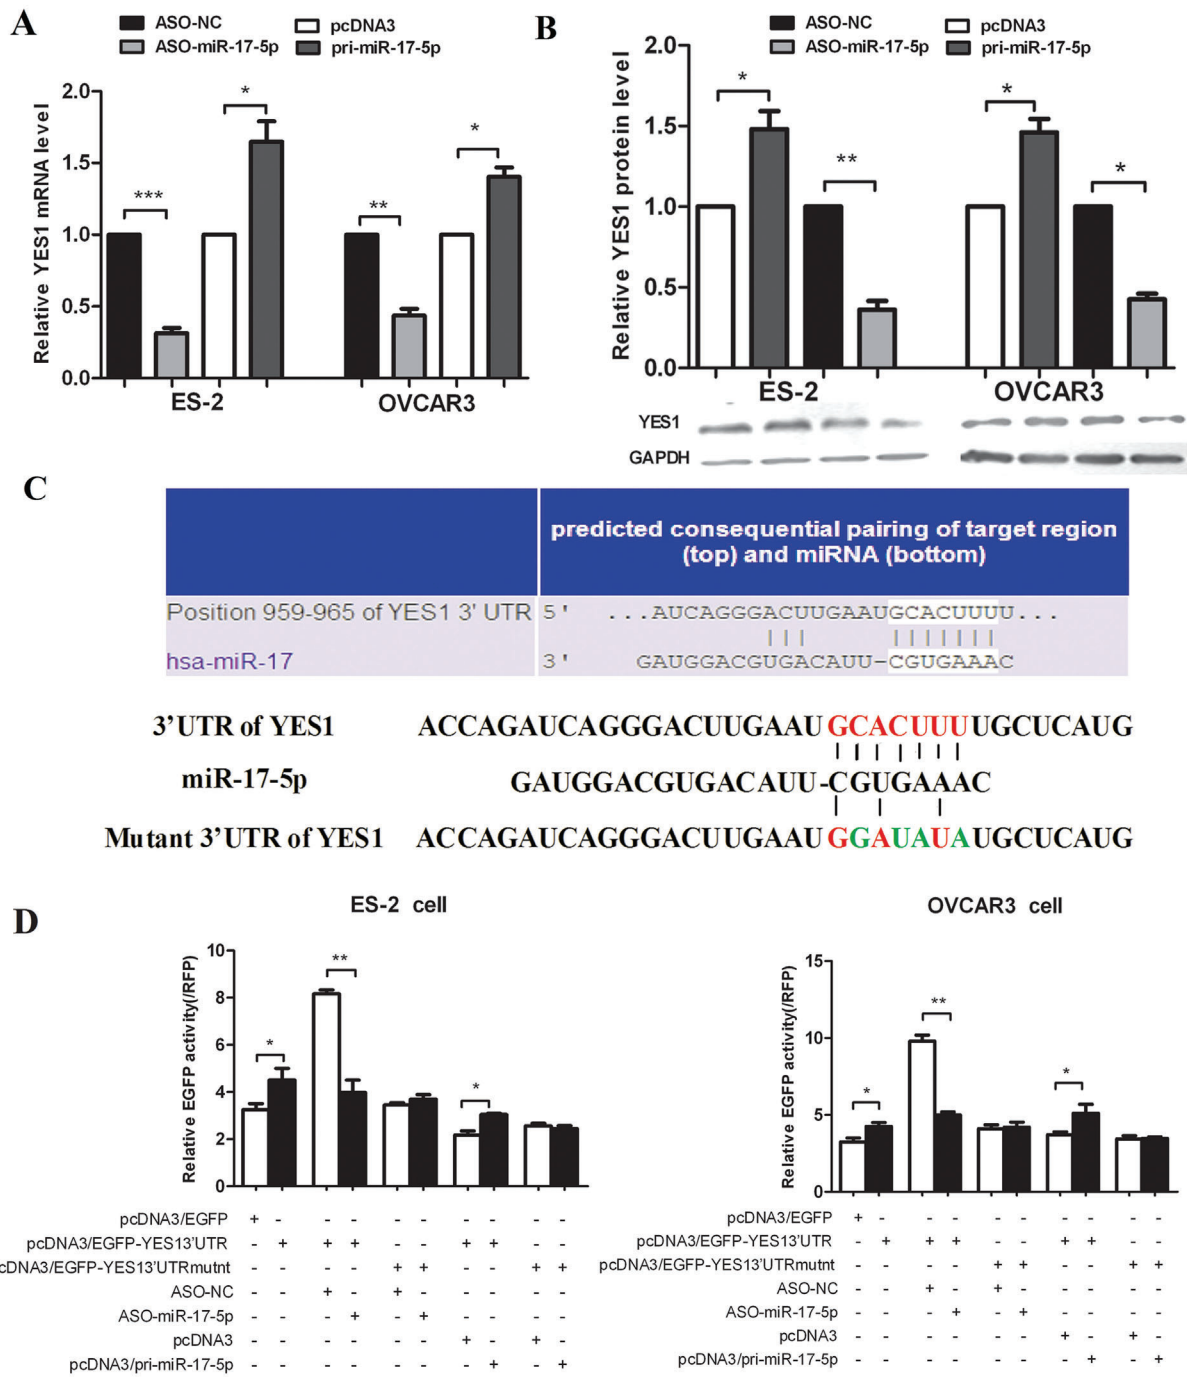 A
ASO-NC
pcDNA3
ASO-miR-17-5p
pri-miR-17-5p
Relative YES1 mRNA level
2.0
1.5
1.0
0.5
0.0
***
*
**
*
ES-2
OVCAR3
B
ASO-NC
pcDNA3
ASO-miR-17-5p
pri-miR-17-5p
Relative YES1 protein level
2.0
1.5
1.0
0.5
0.0
*
**
*
*
ES-2
OVCAR3
YES1
GAPDH
C
predicted consequential pairing of target region
(top) and miRNA (bottom)
Position 959-965 of YES1 3' UTR 5' ...AUCAGGGACUUGAAUGCACUUUU...
hsa-miR-17 3' GAUGGACGUGACAUU-CGUGAAAC
3'UTR of YES1 ACCAGAUCAGGGACUUGAAUGCACUUUUGCUCAUG
miR-17-5p GAUGGACGUGACAUU-CGUGAAAC
Mutant 3'UTR of YES1 ACCAGAUCAGGGACUUGAAUGGAUAUAUGCUCAUG
D
ES-2 cell
Relative EGFP activity(/RFP)
10
8
6
4
2
0
*
**
*
pcDNA3/EGFP + - - - - - - - - -
pcDNA3/EGFP-YES13'UTR - + + + - - + + - -
cDNA3/EGFP-YES13'UTRmutnt - - - - + + - - + +
ASO-NC - - + - + - - - - -
ASO-miR-17-5p - - - + - + - - - -
pcDNA3 - - - - - - + - + -
pcDNA3/pri-miR-17-5p - - - - - - - + - +
OVCAR3 cell
Relative EGFP activity(/RFP)
15
10
5
0
*
**
*
pcDNA3/EGFP + - - - - - - - - -
pcDNA3/EGFP-YES13'UTR - + + + - - + + - -
pcDNA3/EGFP-YES13'UTRmutnt - - - - + + - - + +
ASO-NC - - + - + - - - - -
ASO-miR-17-5p - - - + - + - - - -
pcDNA3 - - - - - - + - + -
pcDNA3/pri-miR-17-5p - - - - - - - + - +